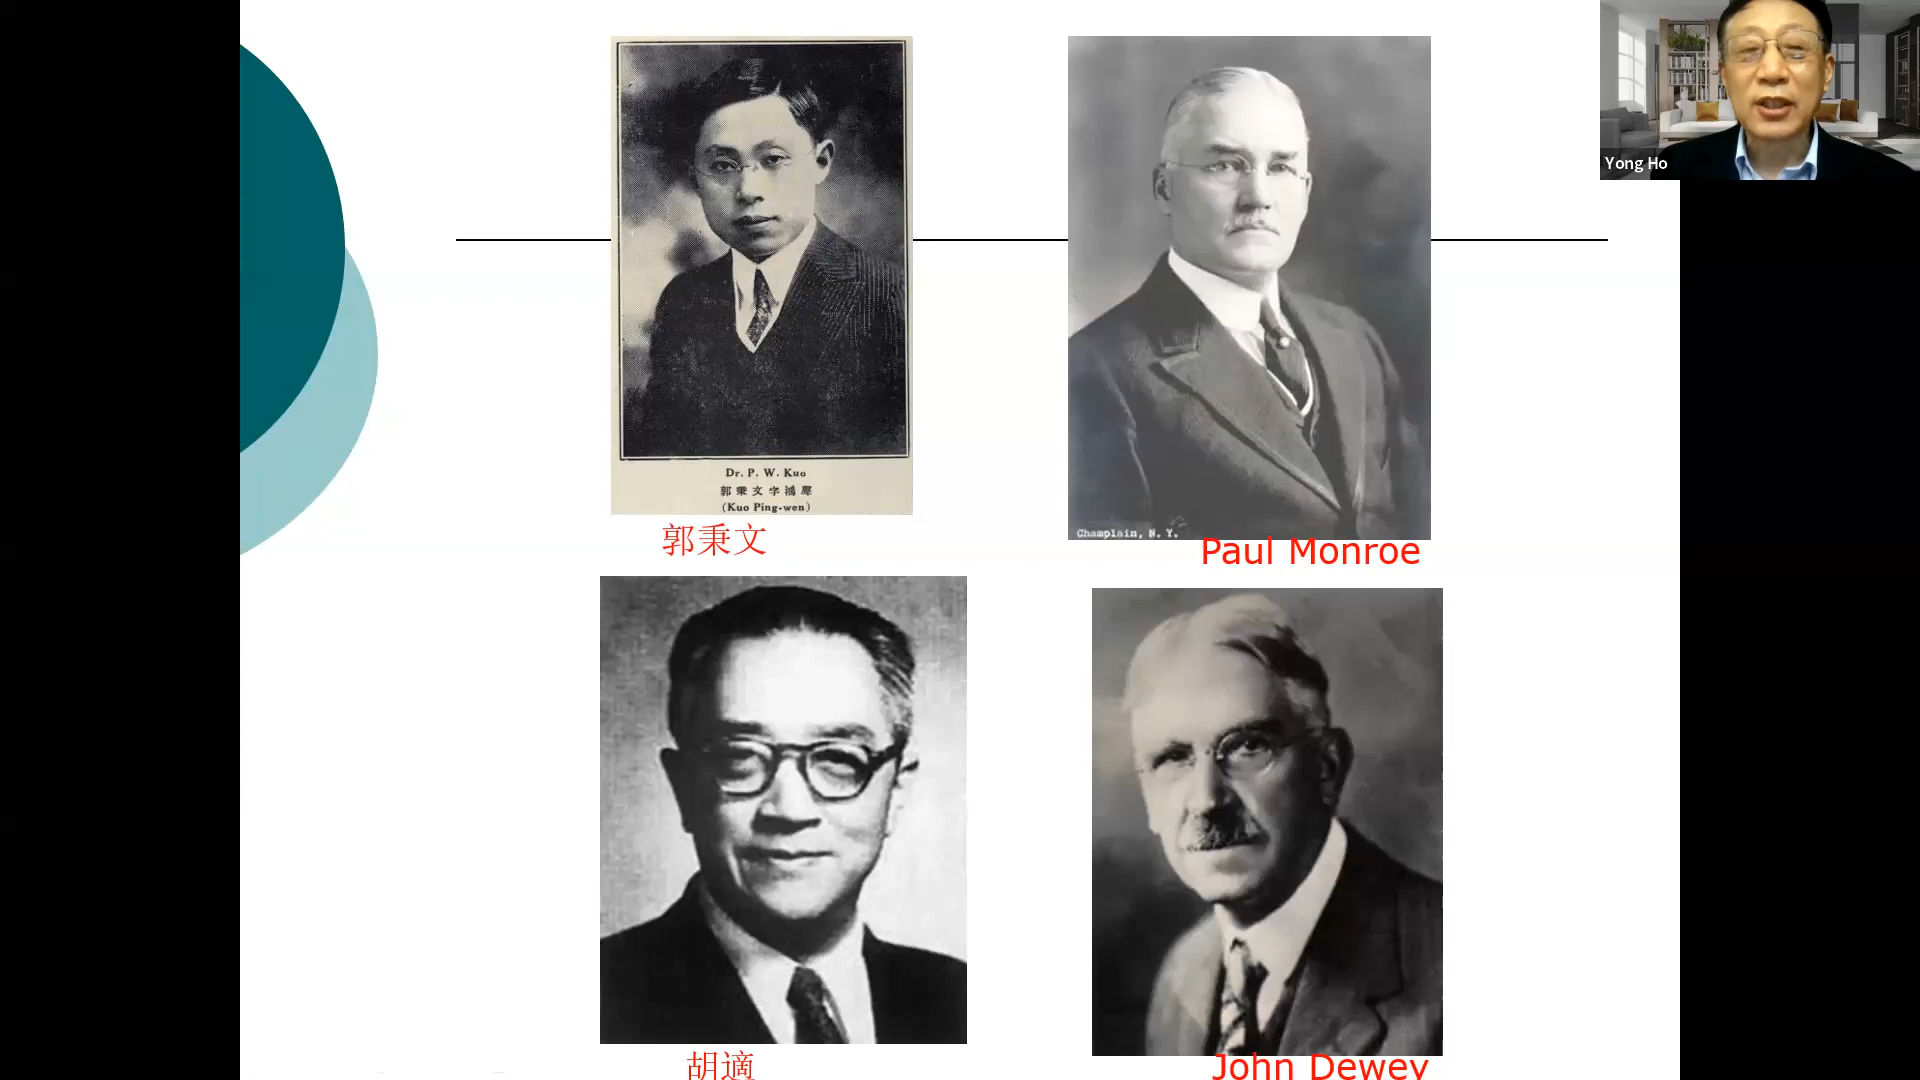 Yong Ho
Dr. P. W. Kuo
郭秉文字鴻聲
(Kuo Ping-wen)
郭秉文
Champlain, N. Y.
Paul Monroe
胡適
John Dewey